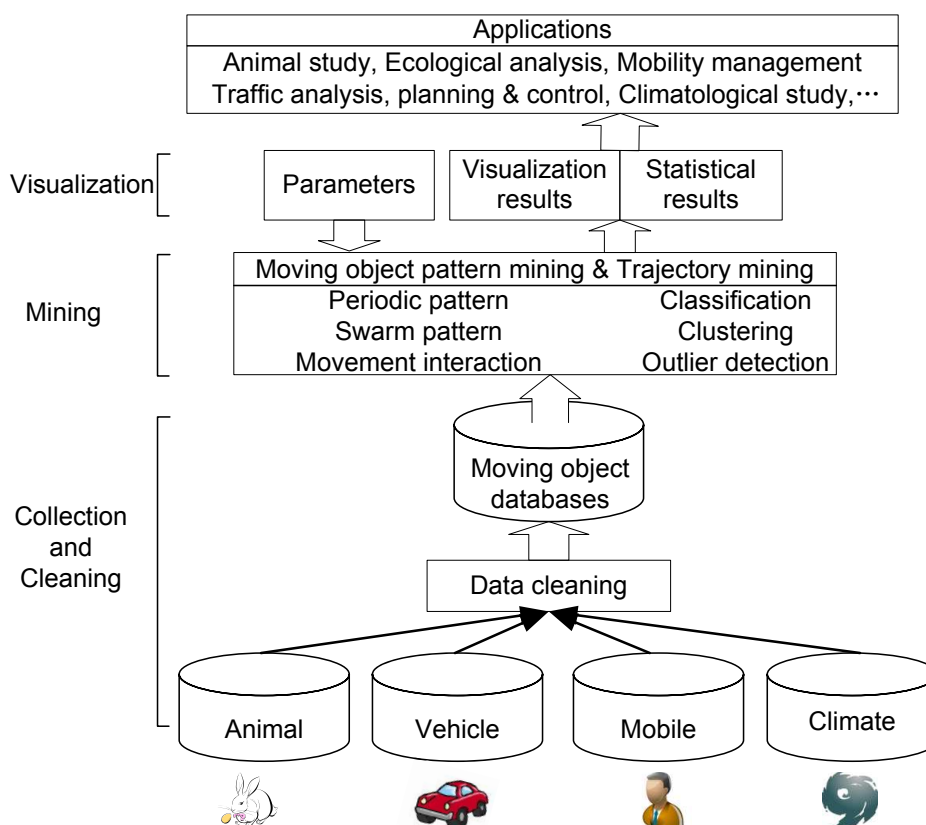 Applications
Animal study, Ecological analysis, Mobility management
Traffic analysis, planning & control, Climatological study,…
Visualization
Parameters
Visualization
results
Statistical
results
Mining
Moving object pattern mining & Trajectory mining
Periodic pattern
Classification
Swarm pattern
Clustering
Movement interaction
Outlier detection
Collection
and
Cleaning
Moving object
databases
Data cleaning
Animal
Vehicle
Mobile
Climate